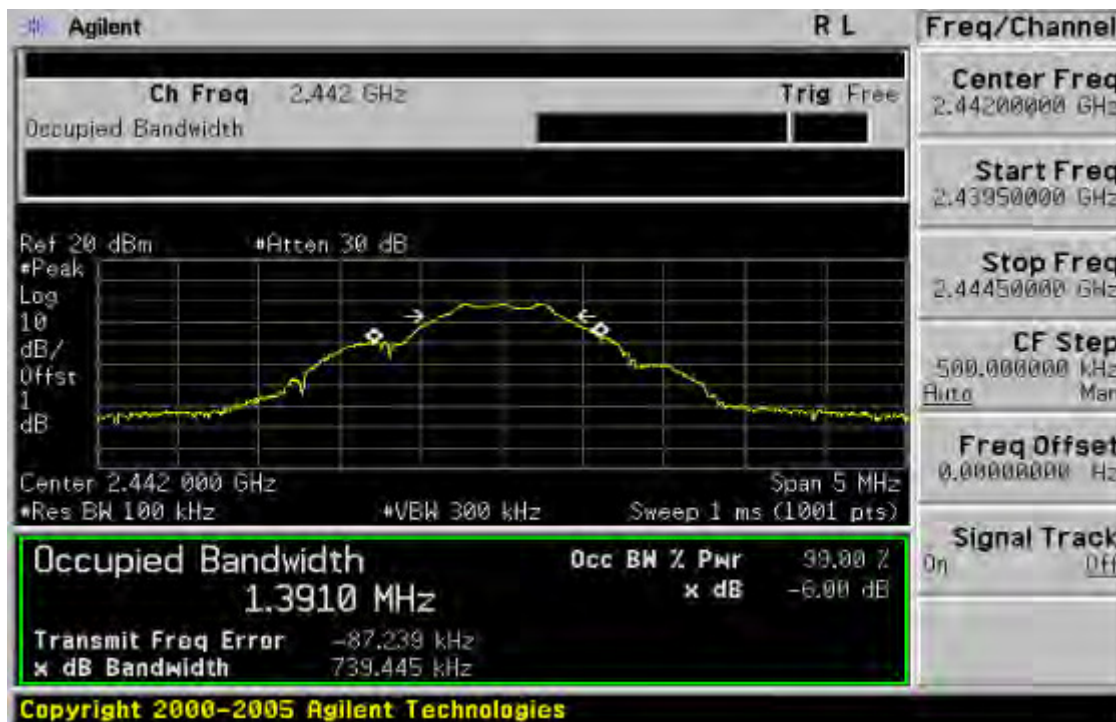 Agilent
R L
Freq/Channel
Ch Freq 2.442 GHz
Trig Free
Occupied Bandwidth
Center Freq
2.44200000 GHz
Start Freq
2.43950000 GHz
Stop Freq
2.44450000 GHz
CF Step
500.000000 kHz
Auto Man
Freq Offset
0.00000000 Hz
Signal Track
On Off
Ref 20 dBm
#Atten 30 dB
#Peak
Log
10
dB/
Offst
1
dB
Center 2.442 000 GHz
Span 5 MHz
#Res BW 100 kHz
#VBW 300 kHz
Sweep 1 ms (1001 pts)
Occupied Bandwidth
1.3910 MHz
Occ BW % Pwr 99.00 %
x dB -6.00 dB
Transmit Freq Error -87.239 kHz
x dB Bandwidth 739.445 kHz
Copyright 2000-2005 Agilent Technologies